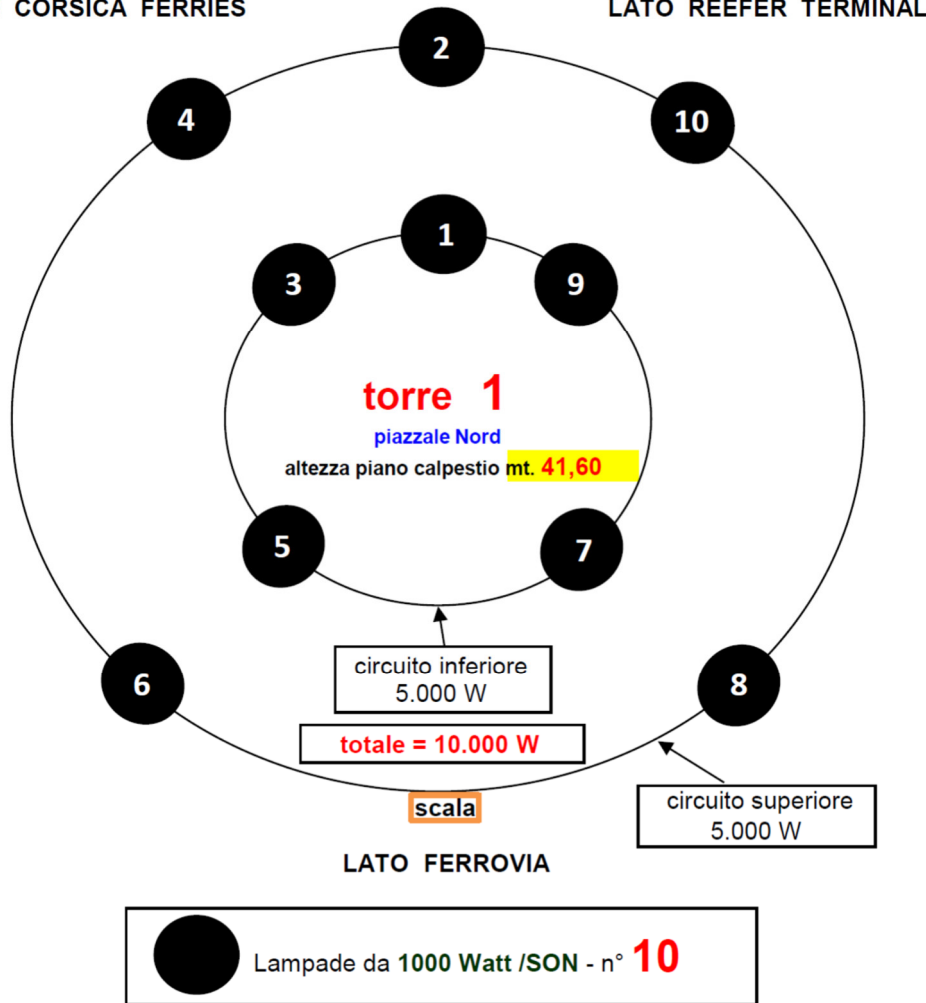 CORSICA FERRIES
LATO REEFER TERMINAL
2
4
10
1
3
9
torre 1
piazzale Nord
altezza piano calpestio mt. 41,60
5
7
circuito inferiore
5.000 W
6
8
totale = 10.000 W
circuito superiore
5.000 W
scala
LATO FERROVIA
Lampade da 1000 Watt /SON - n° 10